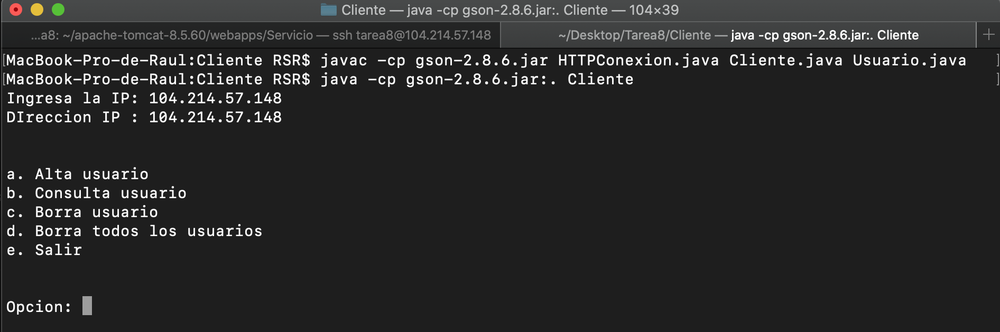 Cliente — java -cp gson-2.8.6.jar:. Cliente — 104×39
...a8: ~/apache-tomcat-8.5.60/webapps/Servicio — ssh tarea8@104.214.57.148
~/Desktop/Tarea8/Cliente — java -cp gson-2.8.6.jar:. Cliente
[MacBook-Pro-de-Raul:Cliente RSR$ javac -cp gson-2.8.6.jar HTTPConexion.java Cliente.java Usuario.java ]
[MacBook-Pro-de-Raul:Cliente RSR$ java -cp gson-2.8.6.jar:. Cliente ]
Ingresa la IP: 104.214.57.148
DIreccion IP : 104.214.57.148
a. Alta usuario
b. Consulta usuario
c. Borra usuario
d. Borra todos los usuarios
e. Salir
Opcion: